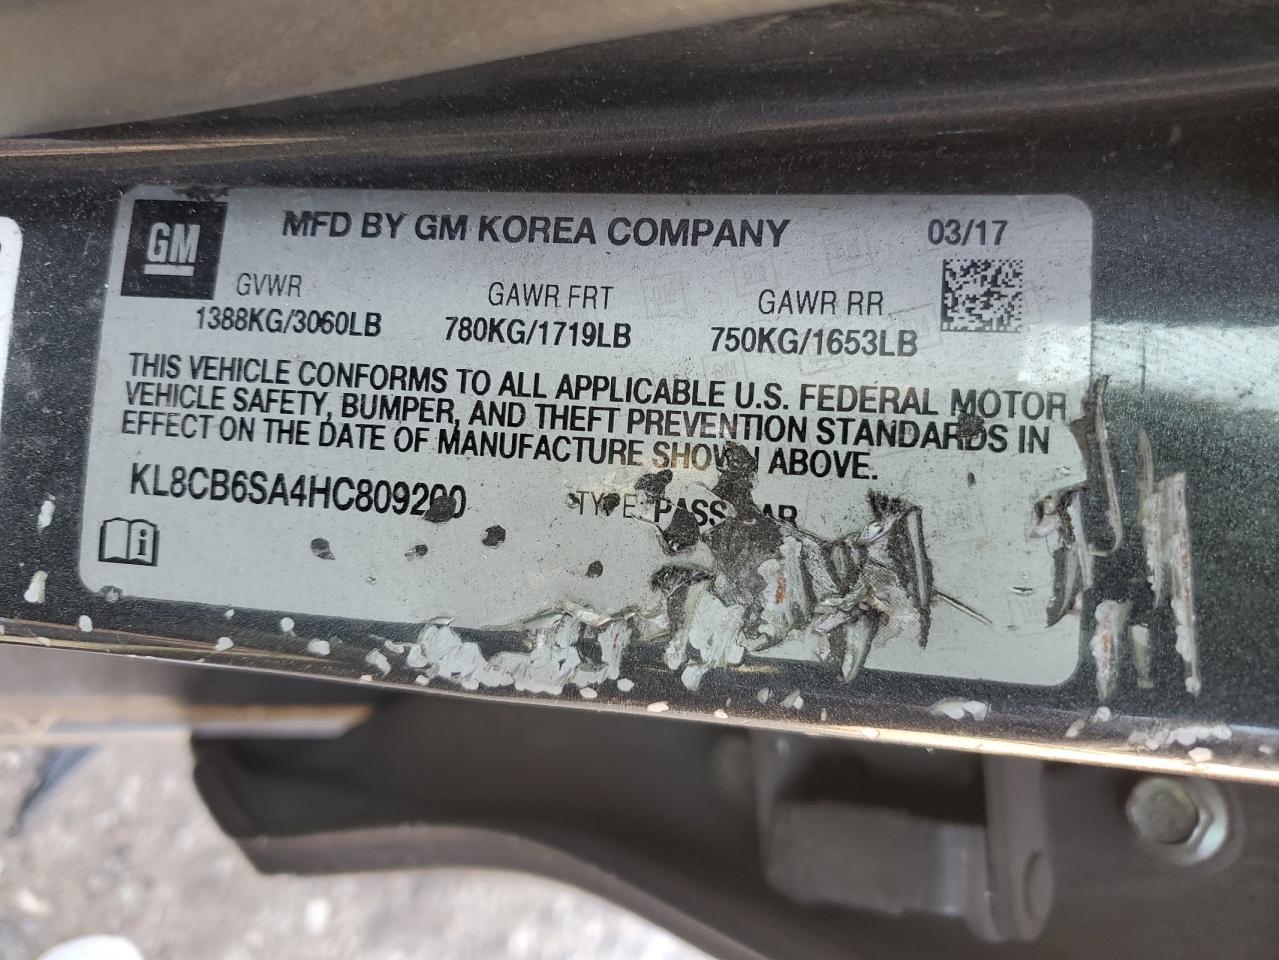 GM
MFD BY GM KOREA COMPANY 03/17
GVWR GAWR FRT GAWR RR
1388KG/3060LB 780KG/1719LB 750KG/1653LB
THIS VEHICLE CONFORMS TO ALL APPLICABLE U.S. FEDERAL MOTOR
VEHICLE SAFETY, BUMPER, AND THEFT PREVENTION STANDARDS IN
EFFECT ON THE DATE OF MANUFACTURE SHOWN ABOVE.
KL8CB6SA4HC809200 TYPE: